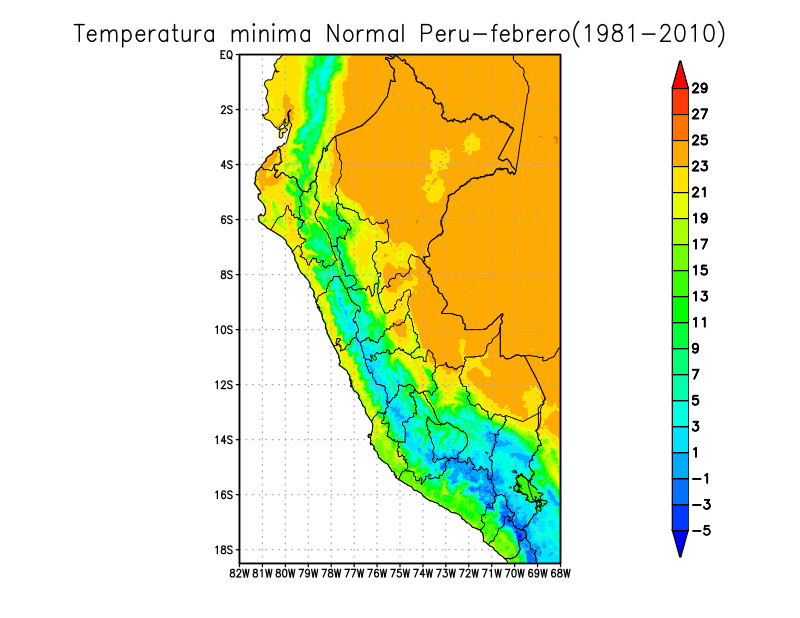 Temperatura minima Normal Peru-febrero(1981-2010)
EQ
2S
4S
6S
8S
10S
12S
14S
16S
18S
82W 81W 80W 79W 78W 77W 76W 75W 74W 73W 72W 71W 70W 69W 68W
29
27
25
23
21
19
17
15
13
11
9
7
5
3
1
-1
-3
-5